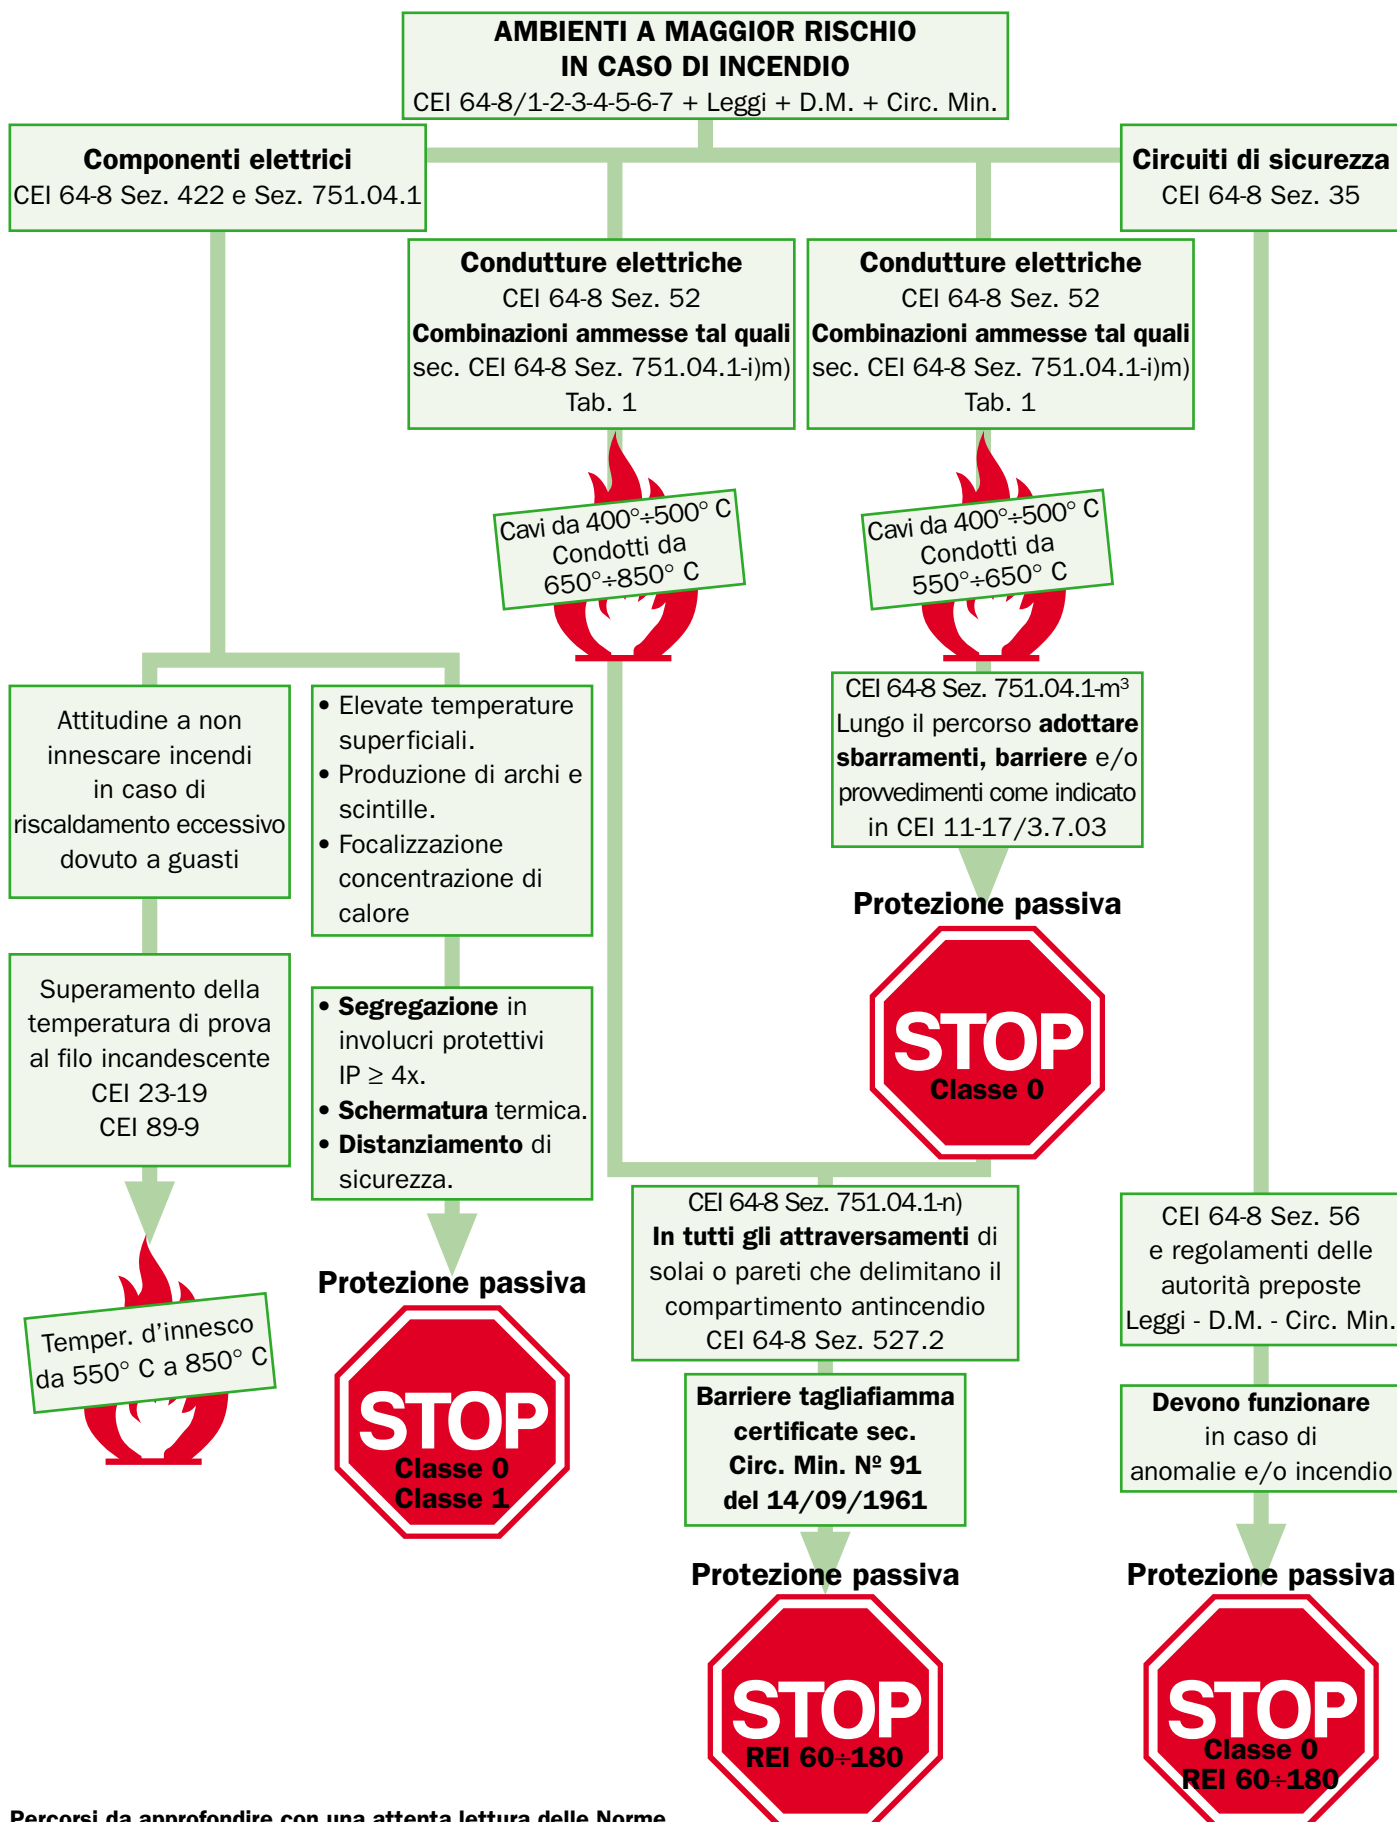 AMBIENTI A MAGGIOR RISCHIO
IN CASO DI INCENDIO
CEI 64-8/1-2-3-4-5-6-7 + Leggi + D.M. + Circ. Min.
Componenti elettrici
CEI 64-8 Sez. 422 e Sez. 751.04.1
Circuiti di sicurezza
CEI 64-8 Sez. 35
Condutture elettriche
CEI 64-8 Sez. 52
Combinazioni ammesse tal quali
sec. CEI 64-8 Sez. 751.04.1-i)m)
Tab. 1
Condutture elettriche
CEI 64-8 Sez. 52
Combinazioni ammesse tal quali
sec. CEI 64-8 Sez. 751.04.1-i)m)
Tab. 1
Cavi da 400°÷500° C
Condotti da
650°÷850° C
Cavi da 400°÷500° C
Condotti da
550°÷650° C
Attitudine a non
innescare incendi
in caso di
riscaldamento eccessivo
dovuto a guasti
• Elevate temperature
superficiali.
• Produzione di archi e
scintille.
• Focalizzazione
concentrazione di
calore
CEI 64-8 Sez. 751.04.1-m³
Lungo il percorso adottare
sbarramenti, barriere e/o
provvedimenti come indicato
in CEI 11-17/3.7.03
Protezione passiva
STOP
Classe 0
Superamento della
temperatura di prova
al filo incandescente
CEI 23-19
CEI 89-9
• Segregazione in
involucri protettivi
IP ≥ 4x.
• Schermatura termica.
• Distanziamento di
sicurezza.
CEI 64-8 Sez. 751.04.1-n)
In tutti gli attraversamenti di
solai o pareti che delimitano il
compartimento antincendio
CEI 64-8 Sez. 527.2
CEI 64-8 Sez. 56
e regolamenti delle
autorità preposte
Leggi - D.M. - Circ. Min.
Temper. d'innesco
da 550° C a 850° C
Protezione passiva
STOP
Classe 0
Classe 1
Barriere tagliafiamma
certificate sec.
Circ. Min. Nº 91
del 14/09/1961
Devono funzionare
in caso di
anomalie e/o incendio
Protezione passiva
STOP
REI 60÷180
Protezione passiva
STOP
Classe 0
REI 60÷180
Percorsi da approfondire con una attenta lettura delle Norme